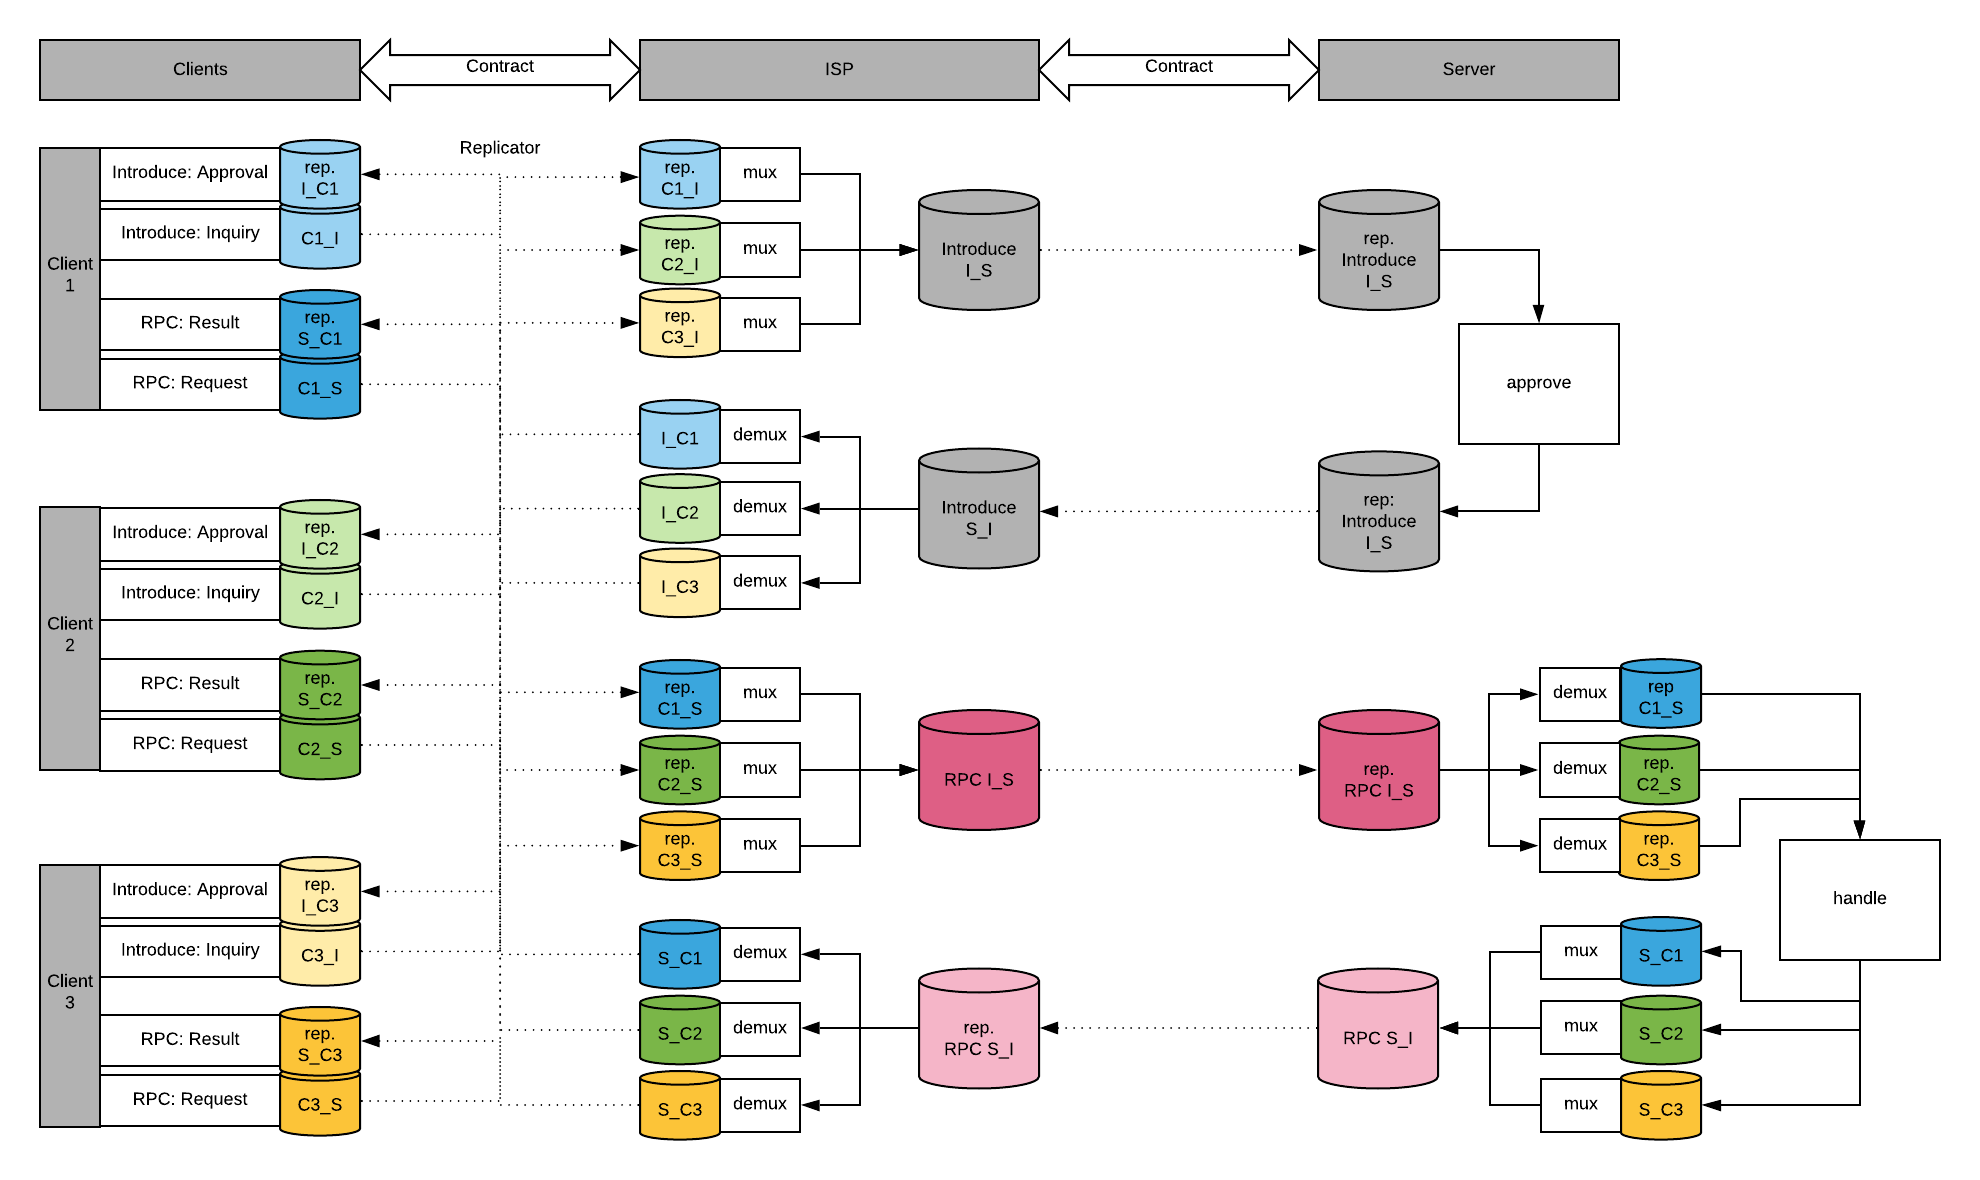 Clients
Contract
ISP
Contract
Server
Replicator
Client
1
Introduce: Approval
rep.
I_C1
Introduce: Inquiry
C1_I
RPC: Result
rep.
S_C1
RPC: Request
C1_S
Client
2
Introduce: Approval
rep.
I_C2
Introduce: Inquiry
C2_I
RPC: Result
rep.
S_C2
RPC: Request
C2_S
Client
3
Introduce: Approval
rep.
I_C3
Introduce: Inquiry
C3_I
RPC: Result
rep.
S_C3
RPC: Request
C3_S
rep.
C1_I
mux
rep.
C2_I
mux
rep.
C3_I
mux
Introduce
I_S
rep.
Introduce
I_S
approve
I_C1
demux
I_C2
demux
I_C3
demux
Introduce
S_I
rep:
Introduce
I_S
rep.
C1_S
mux
rep.
C2_S
mux
rep.
C3_S
mux
RPC I_S
rep.
RPC I_S
demux
rep
C1_S
demux
rep.
C2_S
demux
rep.
C3_S
handle
S_C1
demux
S_C2
demux
S_C3
demux
rep.
RPC S_I
RPC S_I
mux
S_C1
mux
S_C2
mux
S_C3